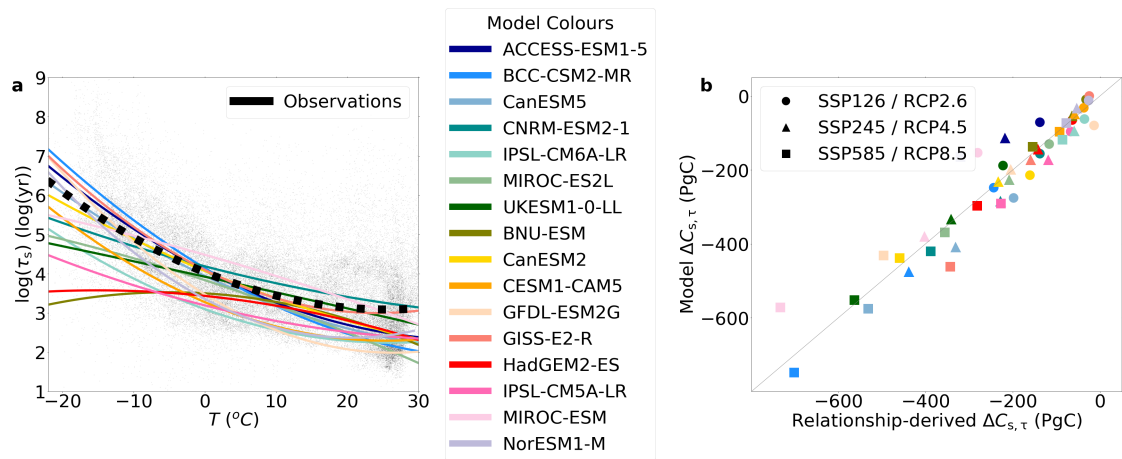 a
log(τs) (log(yr))
9
8
7
6
5
4
3
2
1
Observations
−20
−10
0
10
20
30
T (°C)
Model Colours
ACCESS-ESM1-5
BCC-CSM2-MR
CanESM5
CNRM-ESM2-1
IPSL-CM6A-LR
MIROC-ES2L
UKESM1-0-LL
BNU-ESM
CanESM2
CESM1-CAM5
GFDL-ESM2G
GISS-E2-R
HadGEM2-ES
IPSL-CM5A-LR
MIROC-ESM
NorESM1-M
b
Model ΔCs, τ (PgC)
0
−200
−400
−600
SSP126 / RCP2.6
SSP245 / RCP4.5
SSP585 / RCP8.5
−600
−400
−200
0
Relationship-derived ΔCs, τ (PgC)